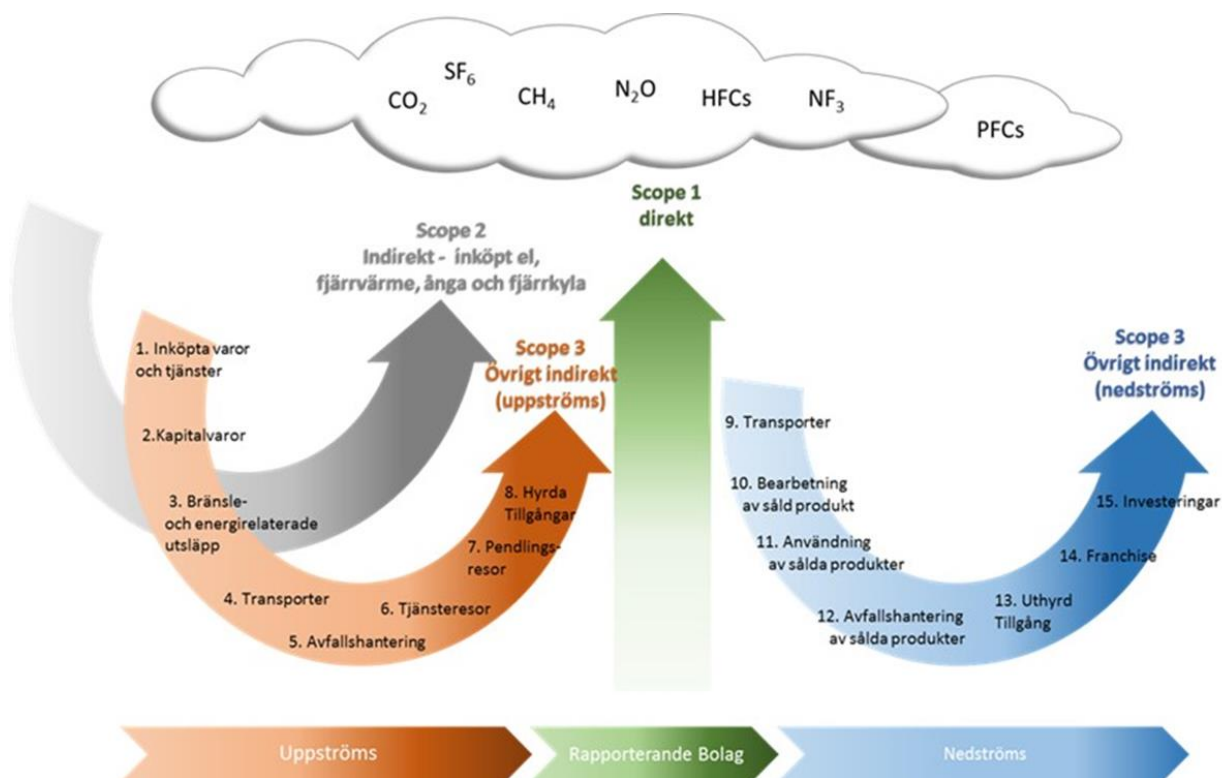 SF6
CO2
CH4
N2O
HFCs
NF3
PFCs
Scope 1
direkt
Scope 2
Indirekt - inköpt el,
fjärrvärme, ånga och fjärrkyla
1. Inköpta varor
och tjänster
2.Kapitalvaror
3. Bränsle-
och energirelaterade
utsläpp
4. Transporter
5. Avfallshantering
6. Tjänsteresor
7. Pendlings-
resor
8. Hyrda
Tillgångar
Scope 3
Övrigt indirekt
(uppströms)
9. Transporter
10. Bearbetning
av såld produkt
11. Användning
av sålda produkter
12. Avfallshantering
av sålda produkter
13. Uthyrd
Tillgång
14. Franchise
15. Investeringar
Scope 3
Övrigt indirekt
(nedströms)
Uppströms
Rapporterande Bolag
Nedströms